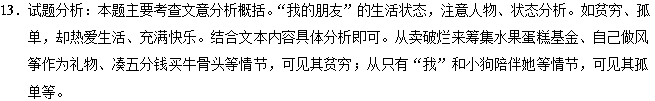 13．试题分析：本题主要考查文意分析概括。“我的朋友”的生活状态，注意人物、状态分析。如贫穷、孤
单，却热爱生活、充满快乐。结合文本内容具体分析即可。从卖破烂来筹集水果蛋糕基金、自己做风
筝作为礼物、凑五分钱买牛骨头等情节，可见其贫穷；从只有“我”和小狗陪伴她等情节，可见其孤
单等。